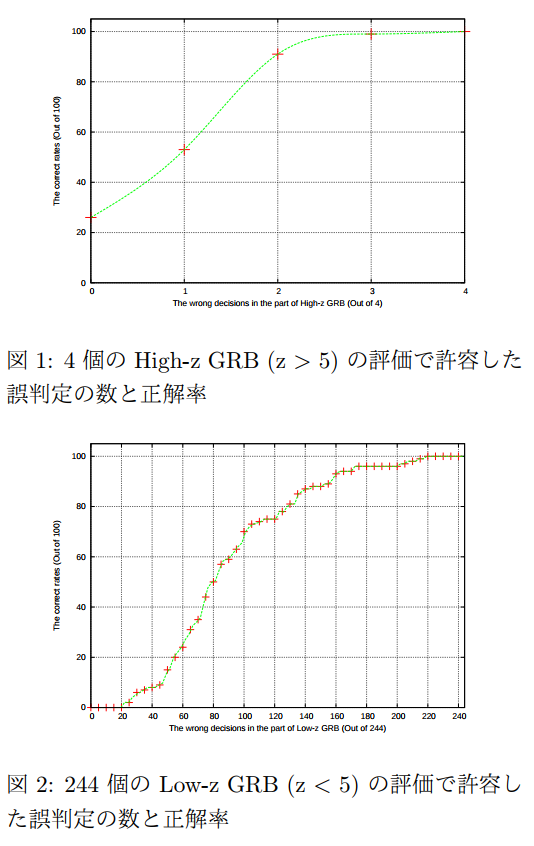 100
80
60
40
20
0
The correct rates (Out of 100)
0 1 2 3 4
The wrong decisions in the part of High-z GRB (Out of 4)
図 1: 4 個の High-z GRB (z > 5) の評価で許容した
誤判定の数と正解率
100
80
60
40
20
0
The correct rates (Out of 100)
0 20 40 60 80 100 120 140 160 180 200 220 240
The wrong decisions in the part of Low-z GRB (Out of 244)
図 2: 244 個の Low-z GRB (z < 5) の評価で許容し
た誤判定の数と正解率